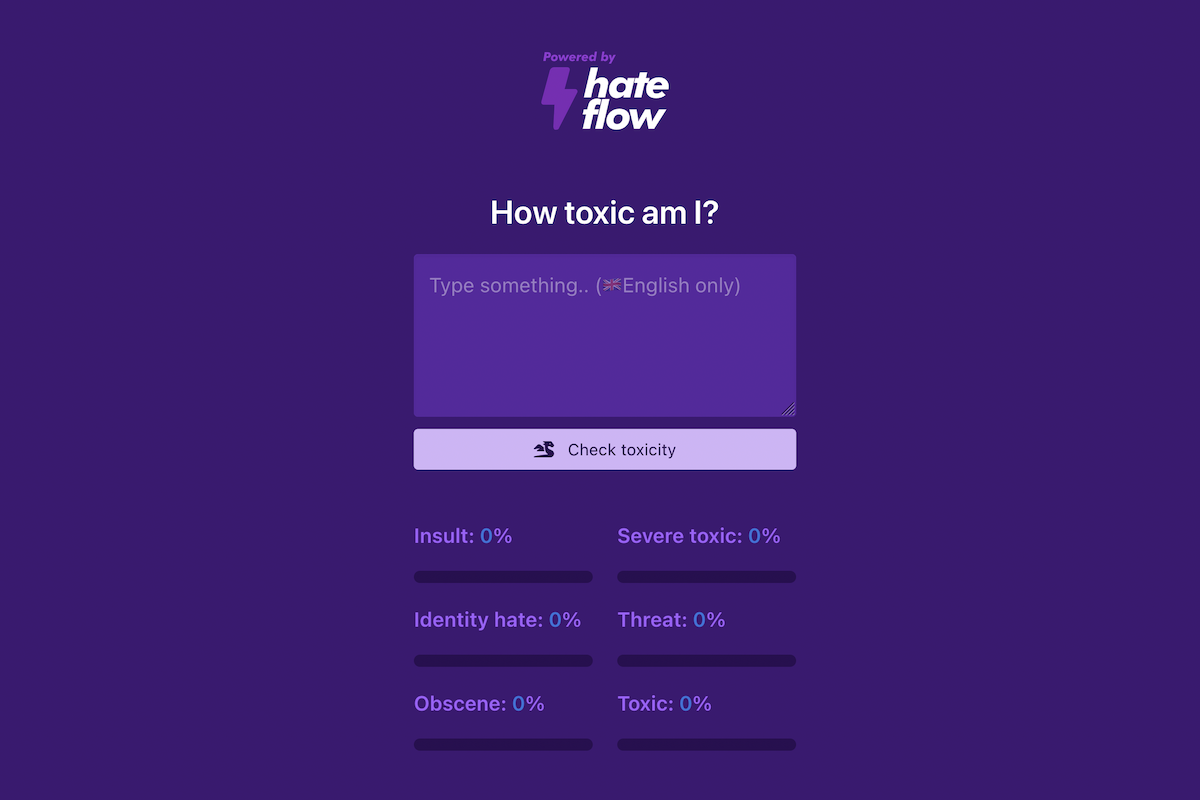 Powered by
hate
flow
How toxic am I?
Type something.. (🇬🇧English only)
Check toxicity
Insult: 0%
Severe toxic: 0%
Identity hate: 0%
Threat: 0%
Obscene: 0%
Toxic: 0%